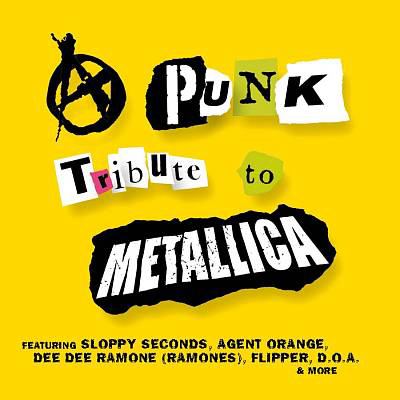 A PUNK
Tribute to
METALLICA
FEATURING SLOPPY SECONDS, AGENT ORANGE,
DEE DEE RAMONE (RAMONES), FLIPPER, D.O.A.
& MORE